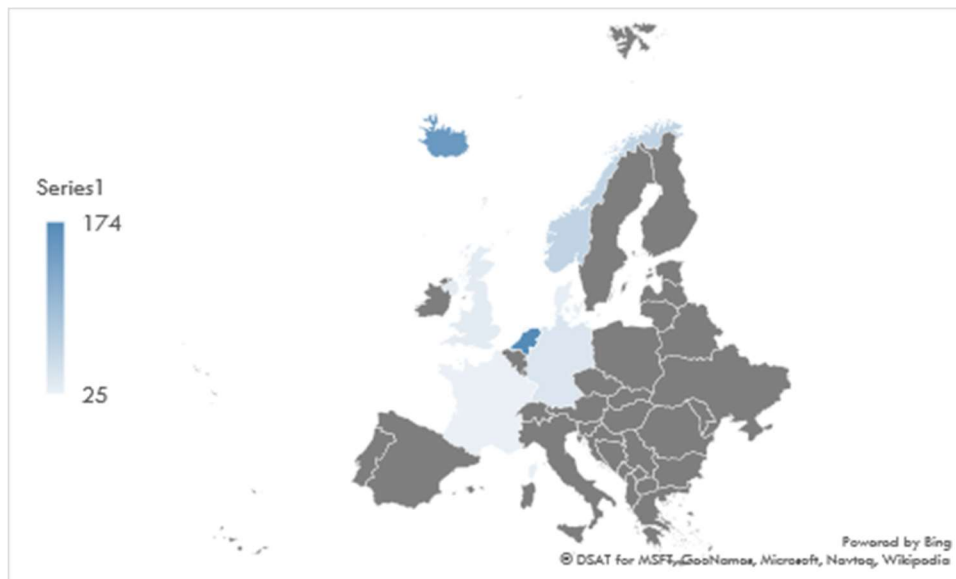 Series1
174
25
Powered by Bing
© DSAT for MSFT, GeoNames, Microsoft, Navteq, Wikipedia